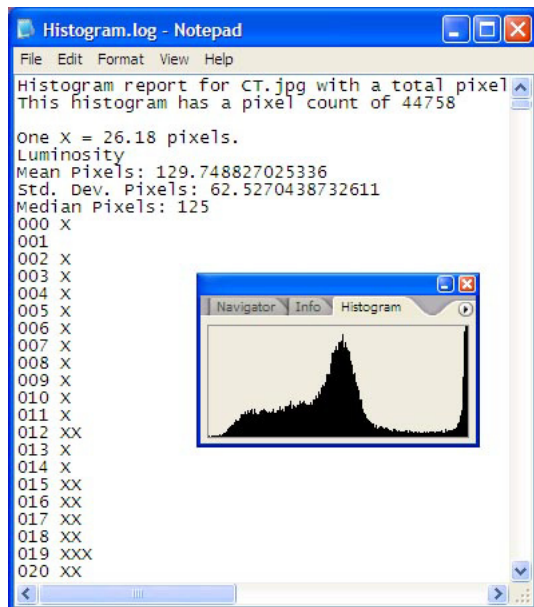 Histogram.log - Notepad
File Edit Format View Help
Histogram report for CT.jpg with a total pixel
This histogram has a pixel count of 44758
One X = 26.18 pixels.
Luminosity
Mean Pixels: 129.748827025336
Std. Dev. Pixels: 62.5270438732611
Median Pixels: 125
000 X
001
002 X
003 X
004 X
005 X
006 X
007 X
008 X
009 X
010 X
011 X
012 XX
013 X
014 X
015 XX
016 XX
017 XX
018 XX
019 XXX
020 XX
Navigator Info Histogram